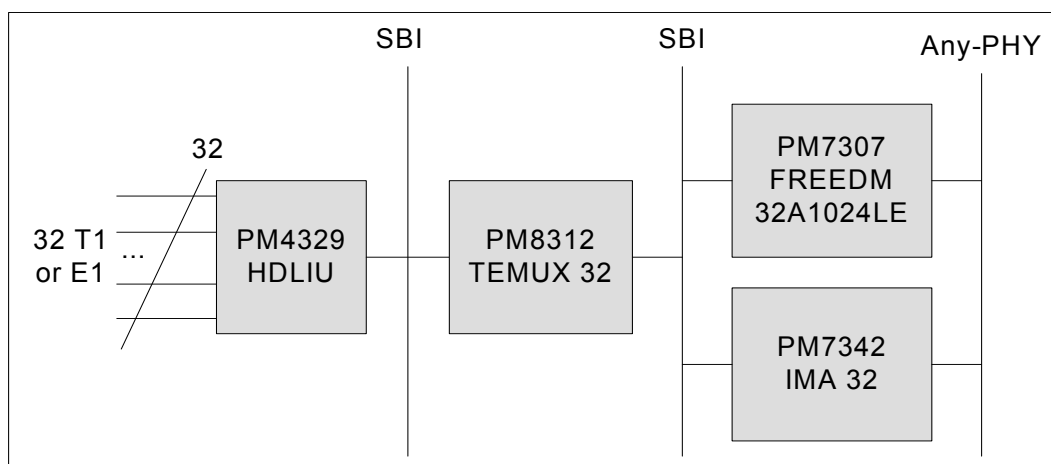 SBI
SBI
Any-PHY
32
32 T1
...
or E1
PM4329
HDLIU
PM8312
TEMUX 32
PM7307
FREEDM
32A1024LE
PM7342
IMA 32